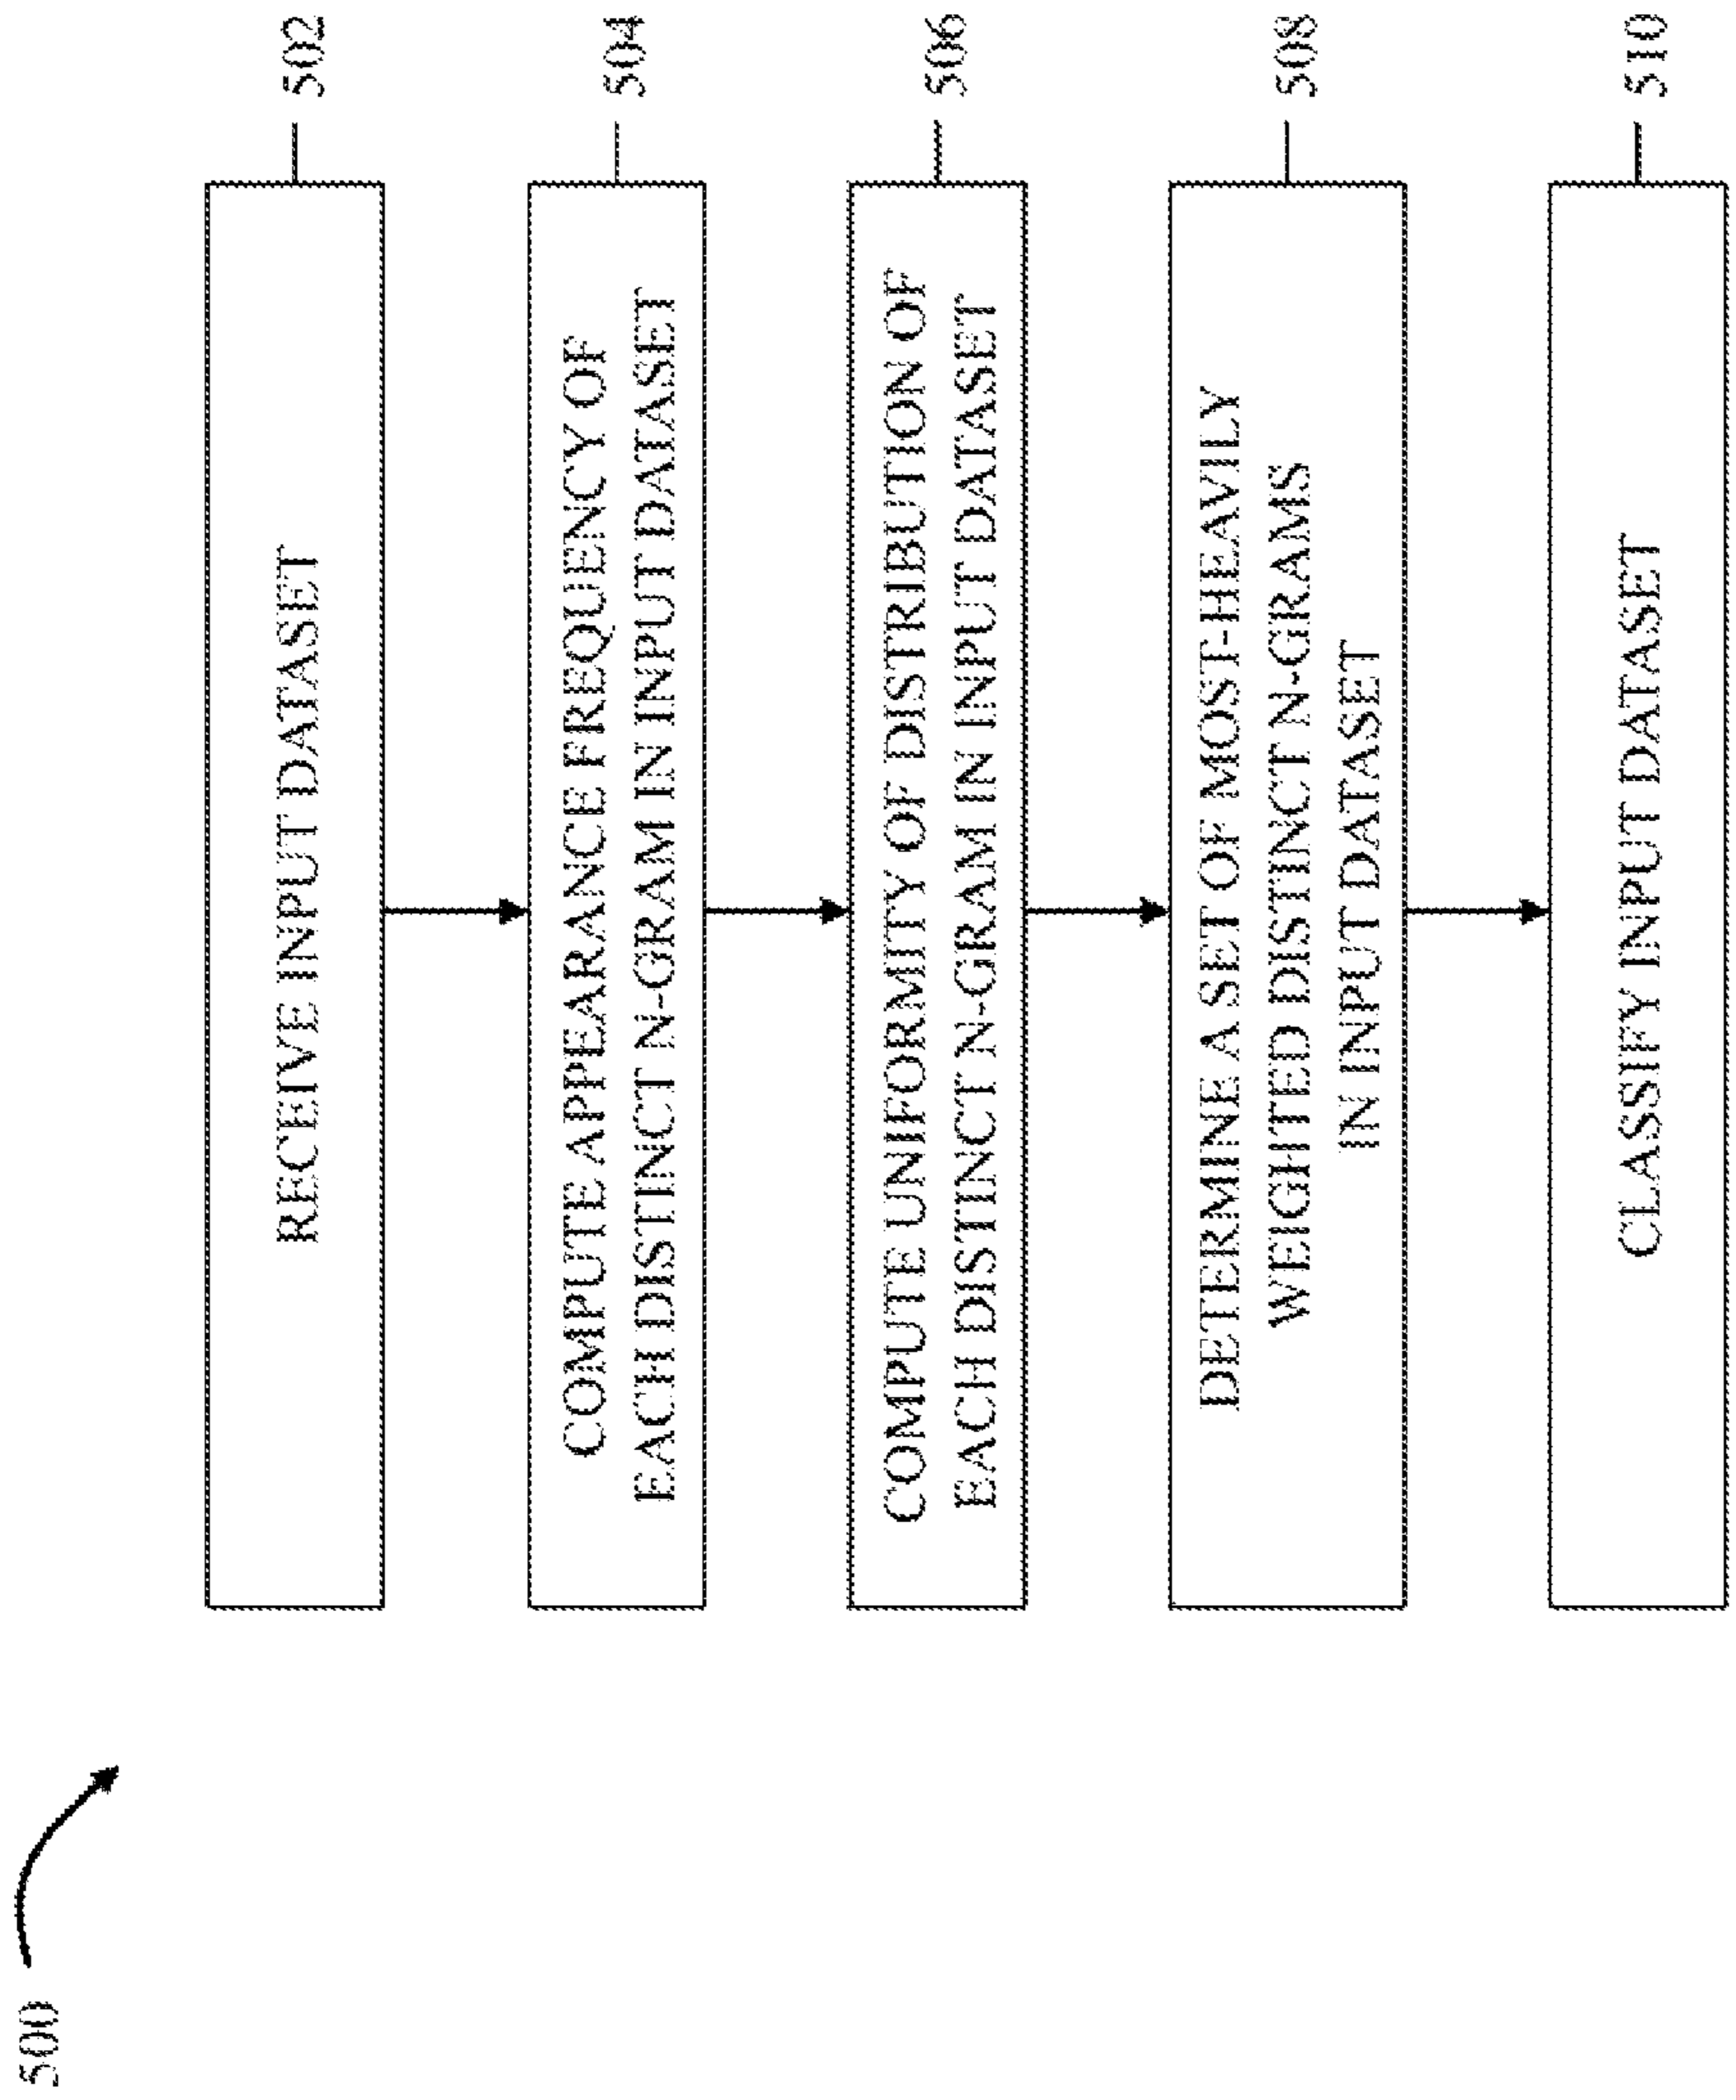 500
RECEIVE INPUT DATASET
502
COMPUTE APPEARANCE FREQUENCY OF
EACH DISTINCT N-GRAM IN INPUT DATASET
504
COMPUTE UNIFORMITY OF DISTRIBUTION OF
EACH DISTINCT N-GRAM IN INPUT DATASET
506
DETERMINE A SET OF MOST-HEAVILY
WEIGHTED DISTINCT N-GRAMS
IN INPUT DATASET
508
CLASSIFY INPUT DATASET
510